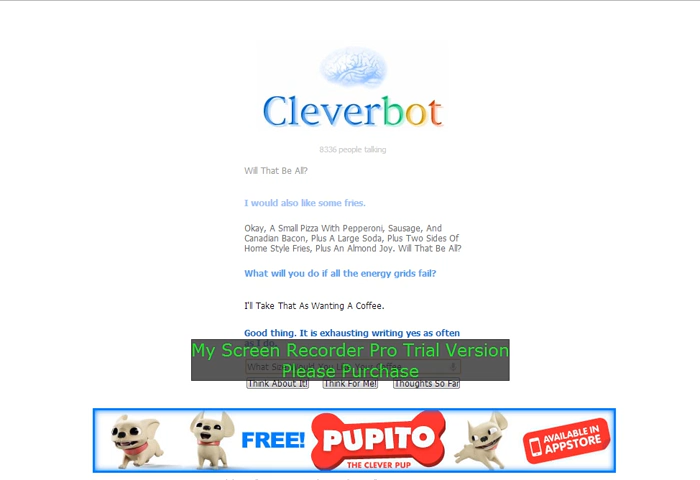 Cleverbot
8336 people talking
Will That Be All?
I would also like some fries.
Okay, A Small Pizza With Pepperoni, Sausage, And
Canadian Bacon, Plus A Large Soda, Plus Two Sides Of
Home Style Fries, Plus An Almond Joy. Will That Be All?
What will you do if all the energy grids fail?
I'll Take That As Wanting A Coffee.
Good thing. It is exhausting writing yes as often
as I do.
My Screen Recorder Pro Trial Version
Please Purchase
What Coffee
Think About It! Think For Me! Thoughts So Far
FREE! PUPITO
THE CLEVER PUP
AVAILABLE IN
APPSTORE